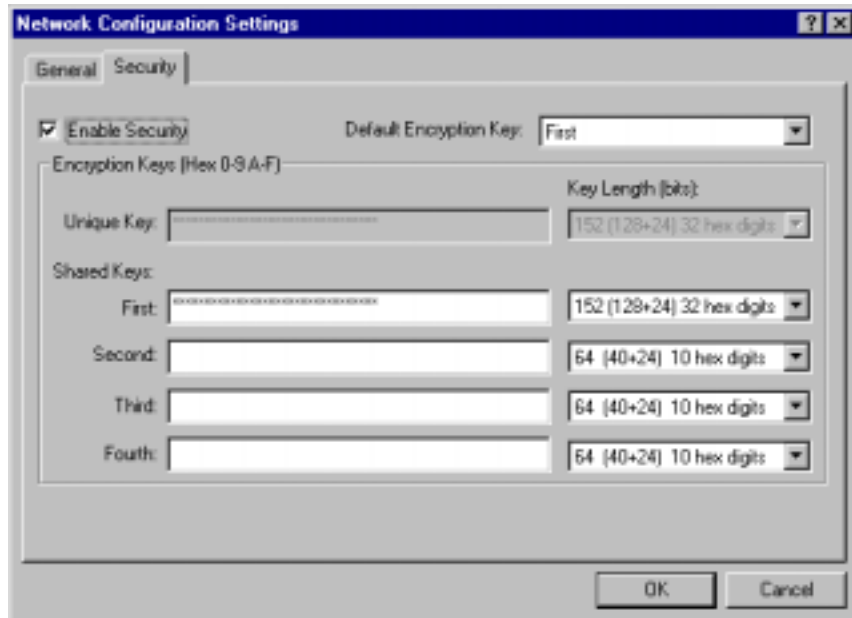 Network Configuration Settings
General Security
Enable Security Default Encryption Key: First
Encryption Keys (Hex 0-9 A-F)
Key Length (bits):
Unique Key: 152 (128+24) 32 hex digits
Shared Keys:
First: 152 (128+24) 32 hex digits
Second: 64 (40+24) 10 hex digits
Third: 64 (40+24) 10 hex digits
Fourth: 64 (40+24) 10 hex digits
OK Cancel